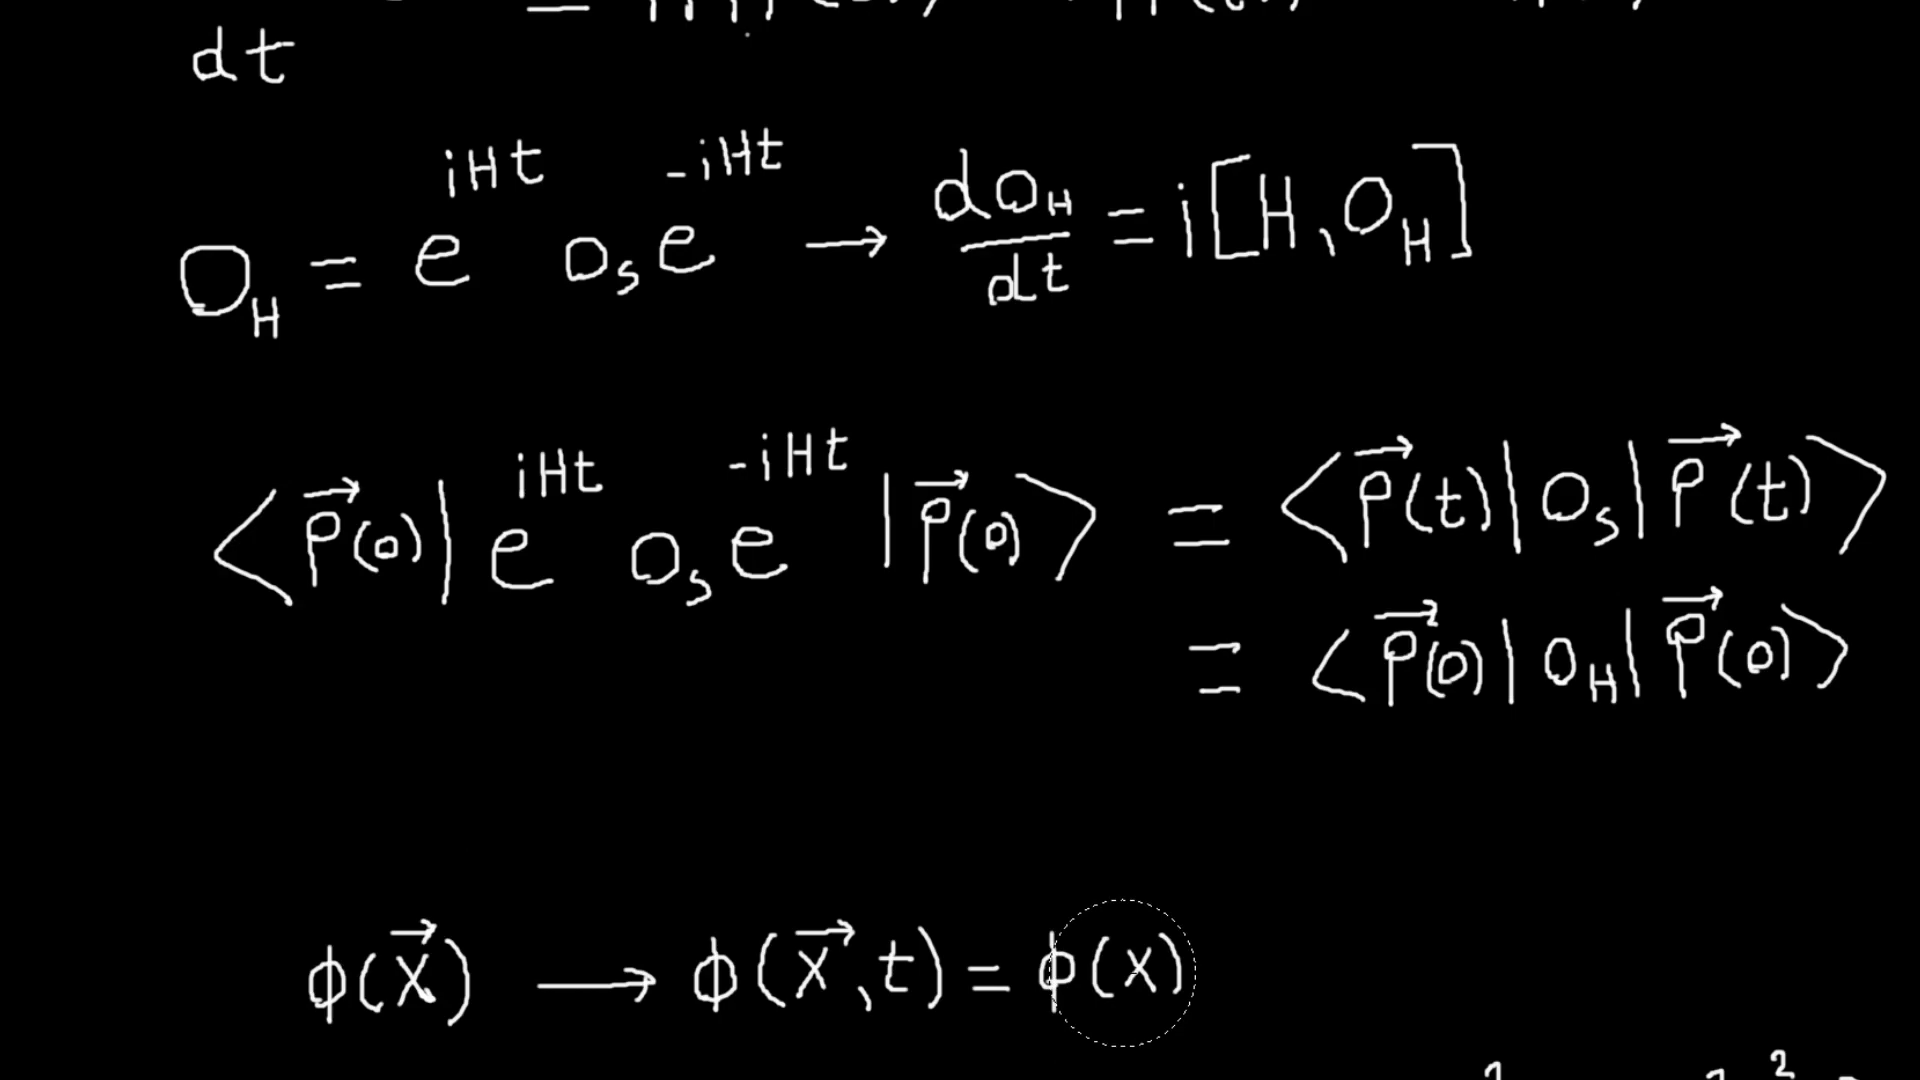 dt
O_H = e^{iHt} O_S e^{-iHt} → dO_H/dt = i[H, O_H]
⟨p⃗(0)| e^{iHt} O_S e^{-iHt} |p⃗(0)⟩ = ⟨p⃗(t)| O_S |p⃗(t)⟩
= ⟨p⃗(0)| O_H |p⃗(0)⟩
ϕ(x⃗) → ϕ(x⃗, t) = ϕ(x)